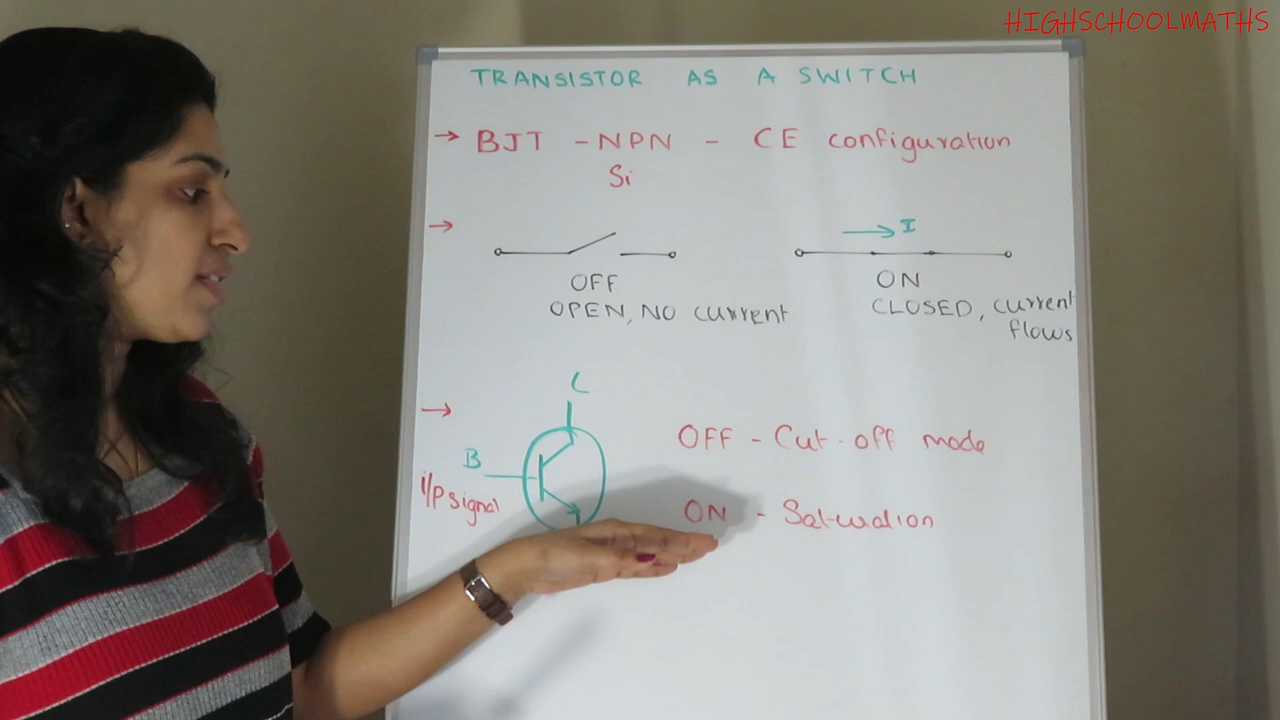 HIGHSCHOOLMATHS
TRANSISTOR AS A SWITCH
→ BJT - NPN - CE configuration
Si
→
I
OFF
OPEN, NO current
ON
CLOSED, current
flows
→
C
B
i/p signal
OFF - Cut-off mode
ON - Saturation